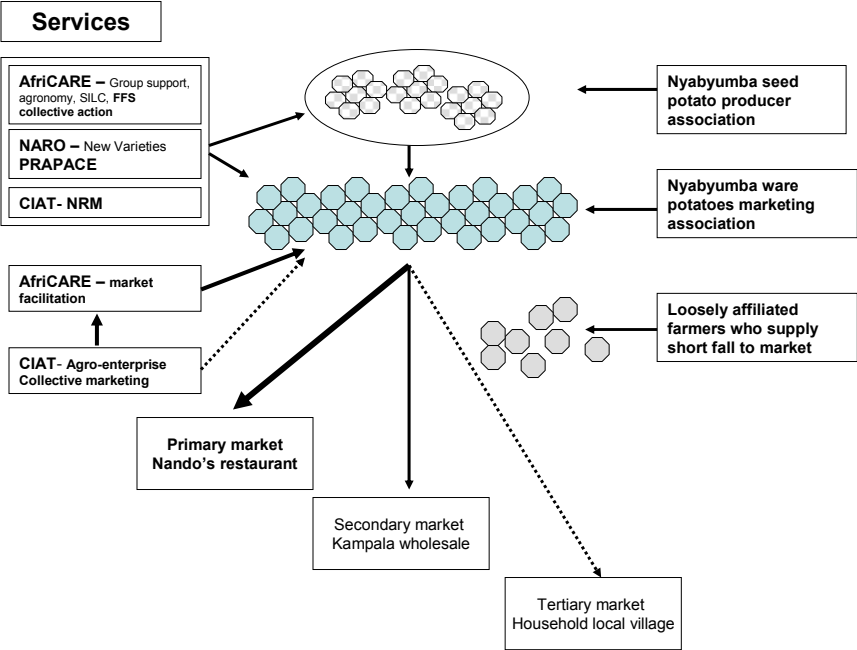 Services
AfriCARE – Group support,
agronomy, SILC, FFS
collective action
NARO – New Varieties
PRAPACE
CIAT- NRM
AfriCARE – market
facilitation
CIAT- Agro-enterprise
Collective marketing
Nyabyumba seed
potato producer
association
Nyabyumba ware
potatoes marketing
association
Loosely affiliated
farmers who supply
short fall to market
Primary market
Nando’s restaurant
Secondary market
Kampala wholesale
Tertiary market
Household local village